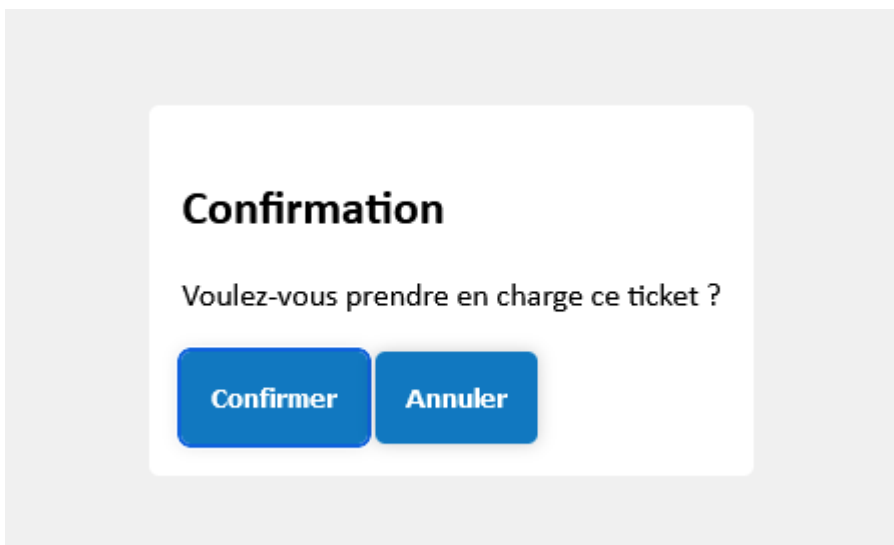 Confirmation
Voulez-vous prendre en charge ce ticket ?
Confirmer Annuler